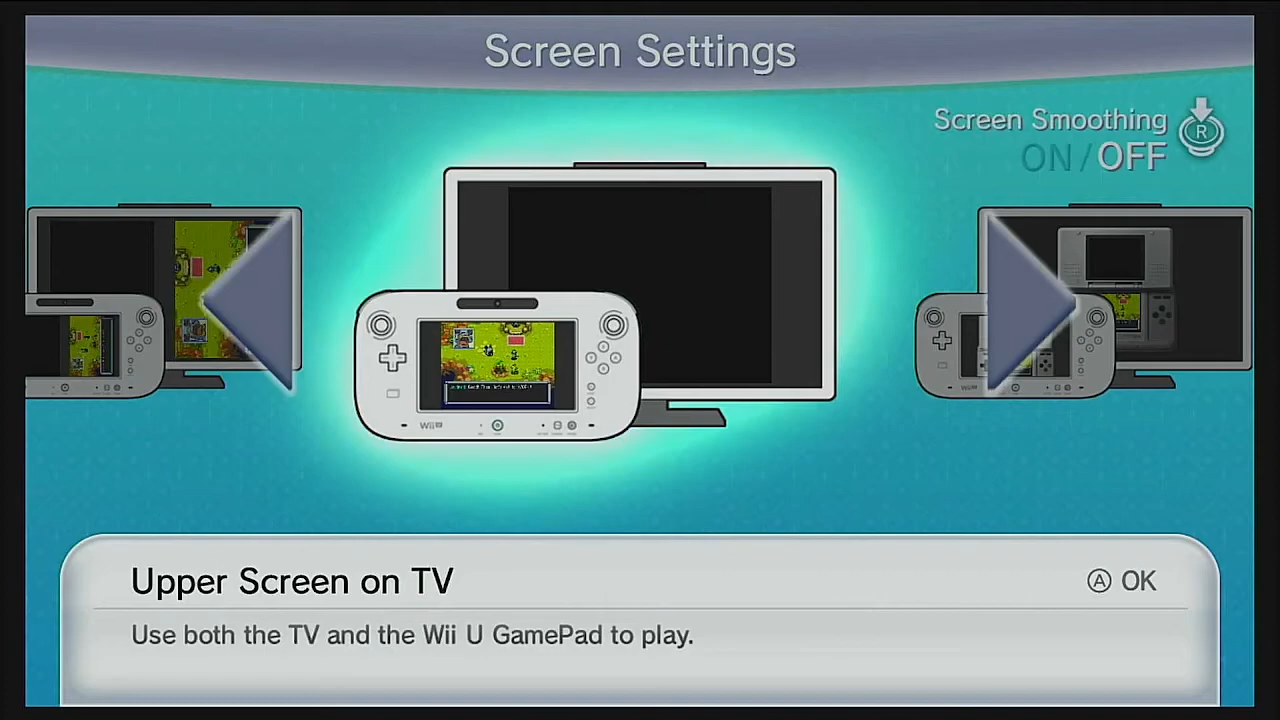 Screen Settings
Screen Smoothing
ON / OFF
R
Wii U
Upper Screen on TV
A OK
Use both the TV and the Wii U GamePad to play.